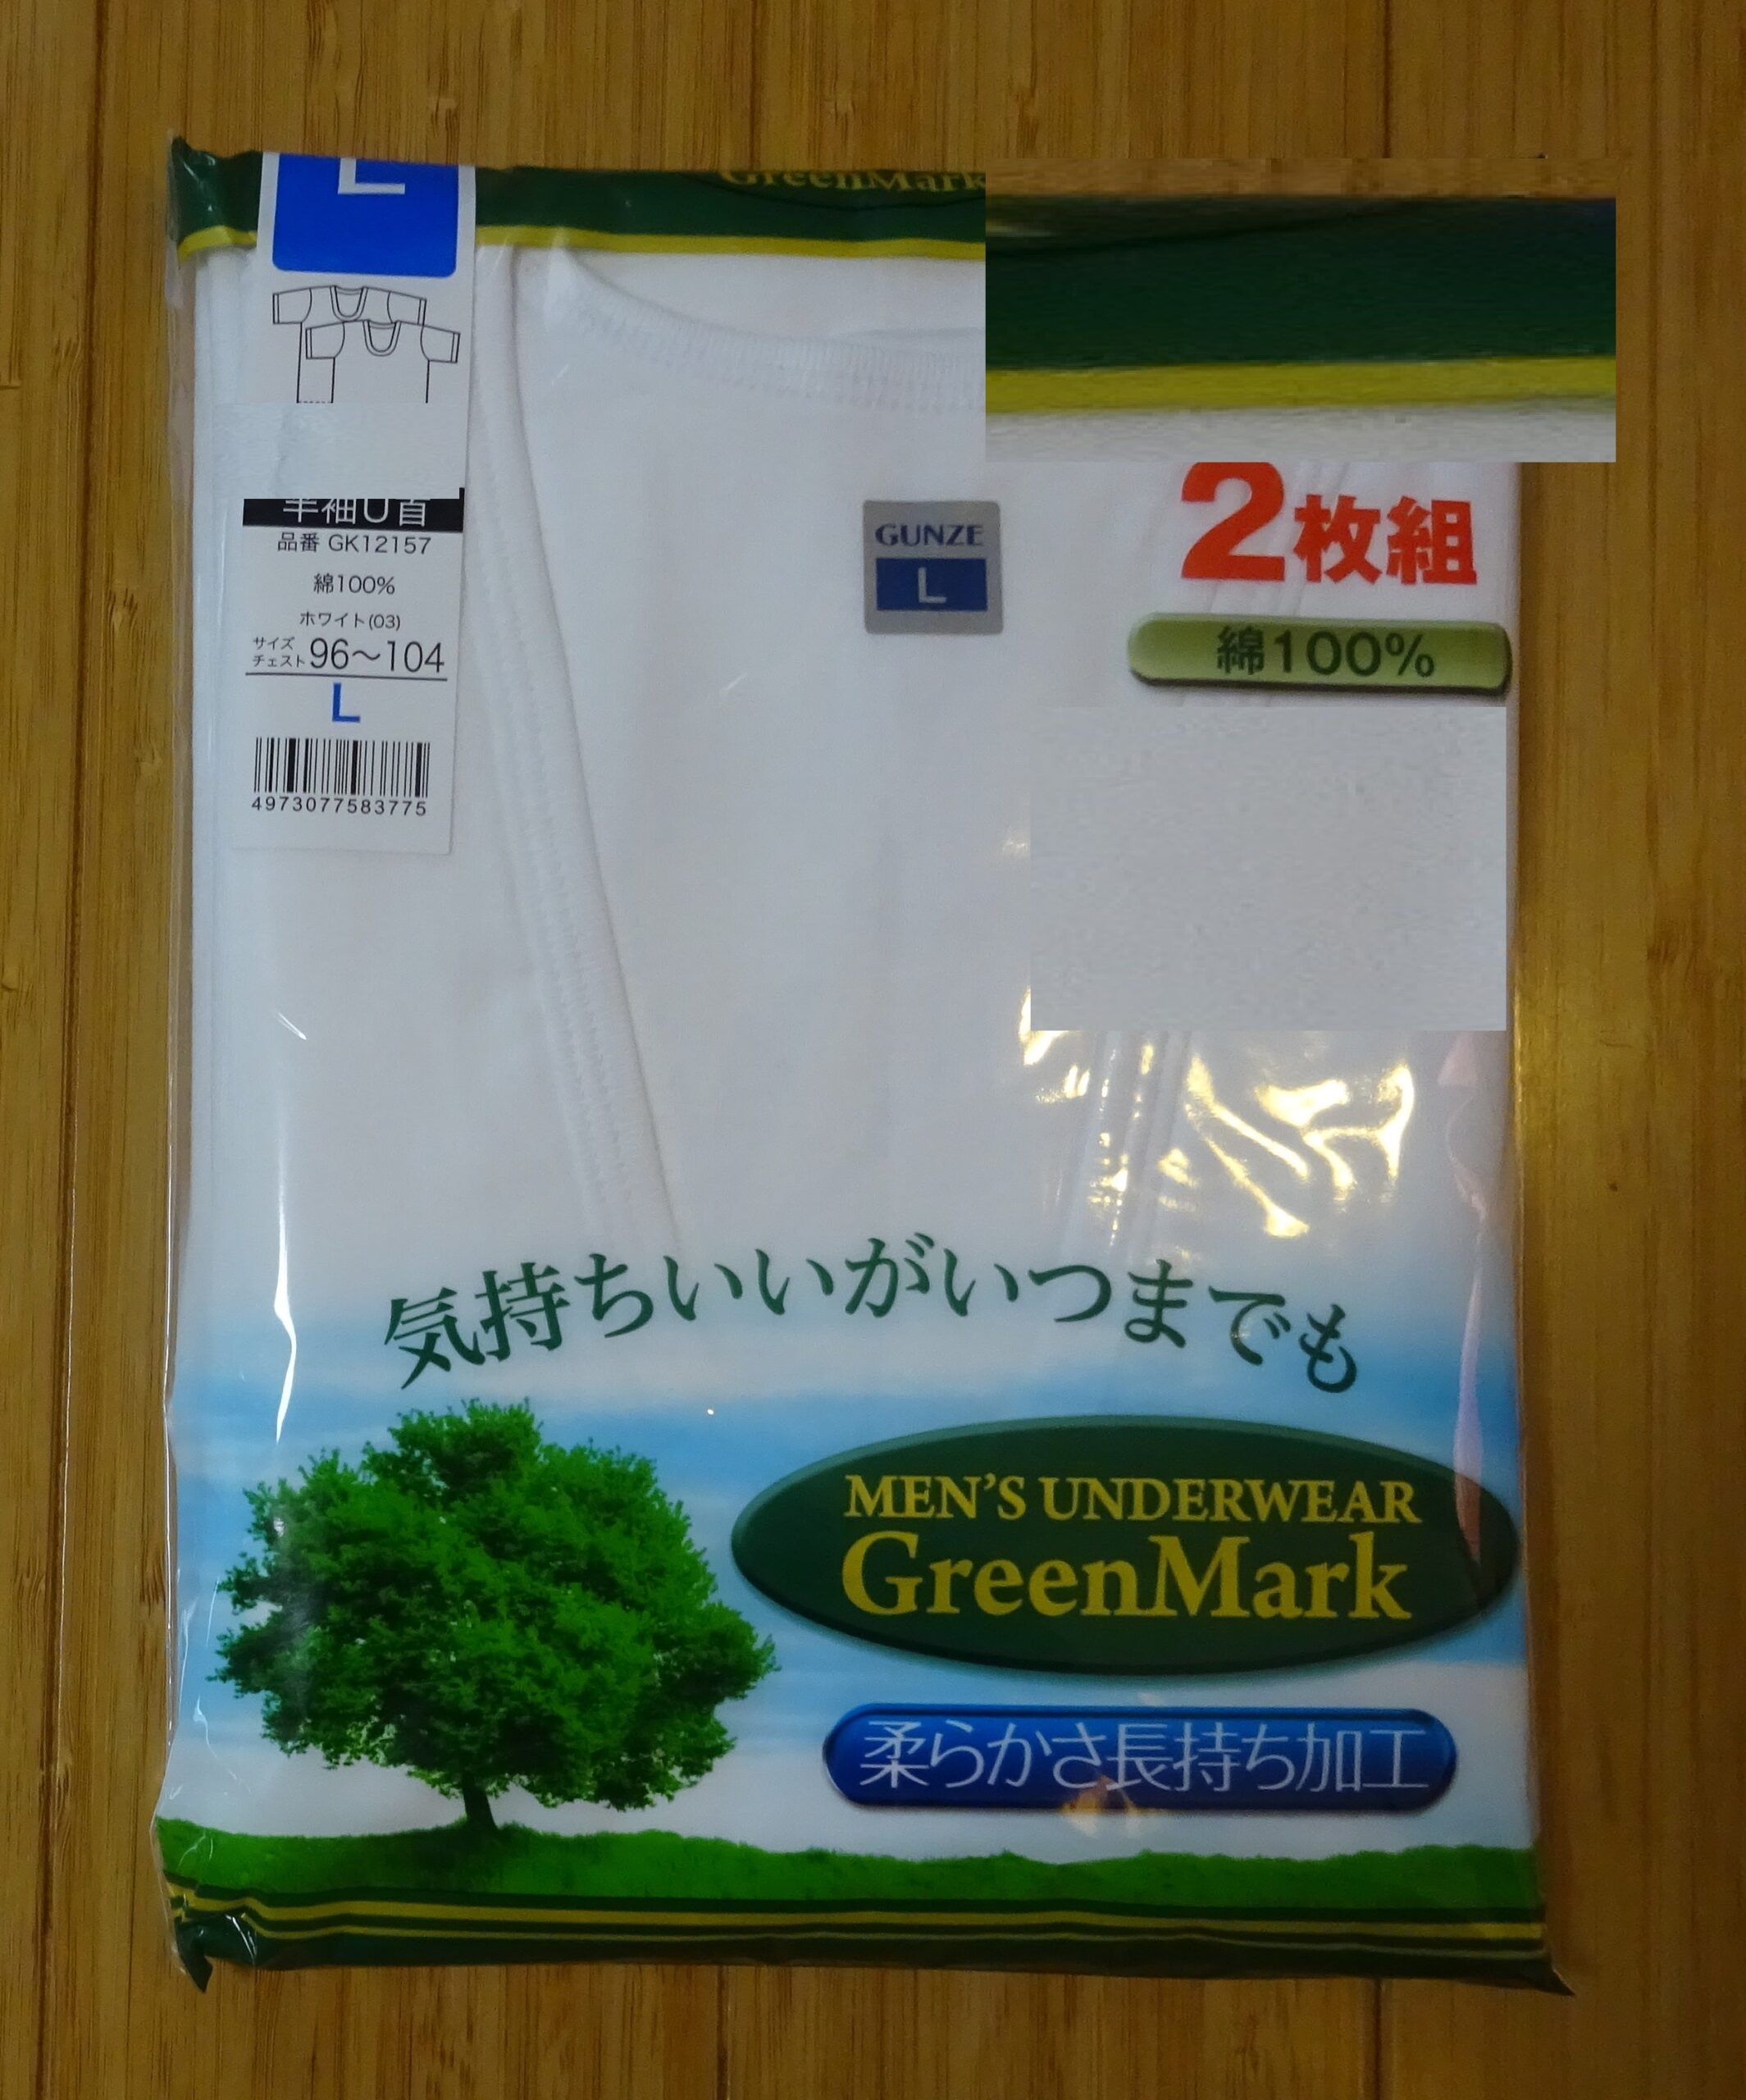 L
GreenMark
半袖U首
品番 GK12157
綿100%
ホワイト(03)
サイズ
チェスト 96〜104
L
4973077583775
GUNZE
L
2枚組
綿100%
気持ちいいがいつまでも
MEN'S UNDERWEAR
GreenMark
柔らかさ長持ち加工